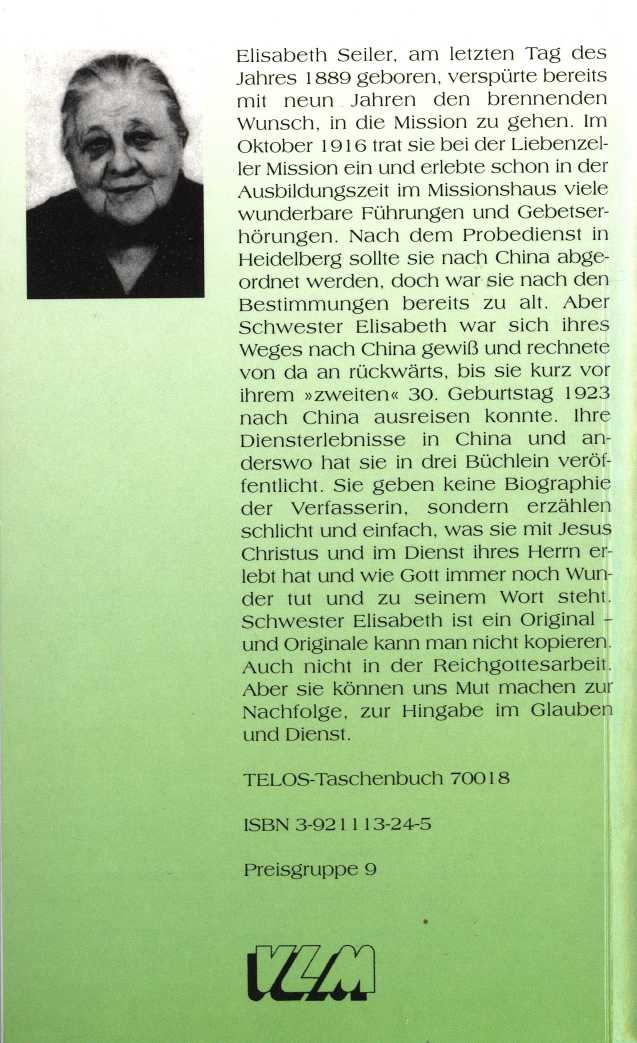 Elisabeth Seiler, am letzten Tag des
Jahres 1889 geboren, verspürte bereits
mit neun Jahren den brennenden
Wunsch, in die Mission zu gehen. Im
Oktober 1916 trat sie bei der Liebenzel-
ler Mission ein und erlebte schon in der
Ausbildungszeit im Missionshaus viele
wunderbare Führungen und Gebetser-
hörungen. Nach dem Probedienst in
Heidelberg sollte sie nach China abge-
ordnet werden, doch war sie nach den
Bestimmungen bereits zu alt. Aber
Schwester Elisabeth war sich ihres
Weges nach China gewiß und rechnete
von da an rückwärts, bis sie kurz vor
ihrem »zweiten« 30. Geburtstag 1923
nach China ausreisen konnte. Ihre
Diensterlebnisse in China und an-
derswo hat sie in drei Büchlein veröf-
fentlicht. Sie geben keine Biographie
der Verfasserin, sondern erzählen
schlicht und einfach, was sie mit Jesus
Christus und im Dienst ihres Herrn er-
lebt hat und wie Gott immer noch Wun-
der tut und zu seinem Wort steht.
Schwester Elisabeth ist ein Original –
und Originale kann man nicht kopieren.
Auch nicht in der Reichgottesarbeit.
Aber sie können uns Mut machen zur
Nachfolge, zur Hingabe im Glauben
und Dienst.
TELOS-Taschenbuch 70018
ISBN 3-921113-24-5
Preisgruppe 9
VLM